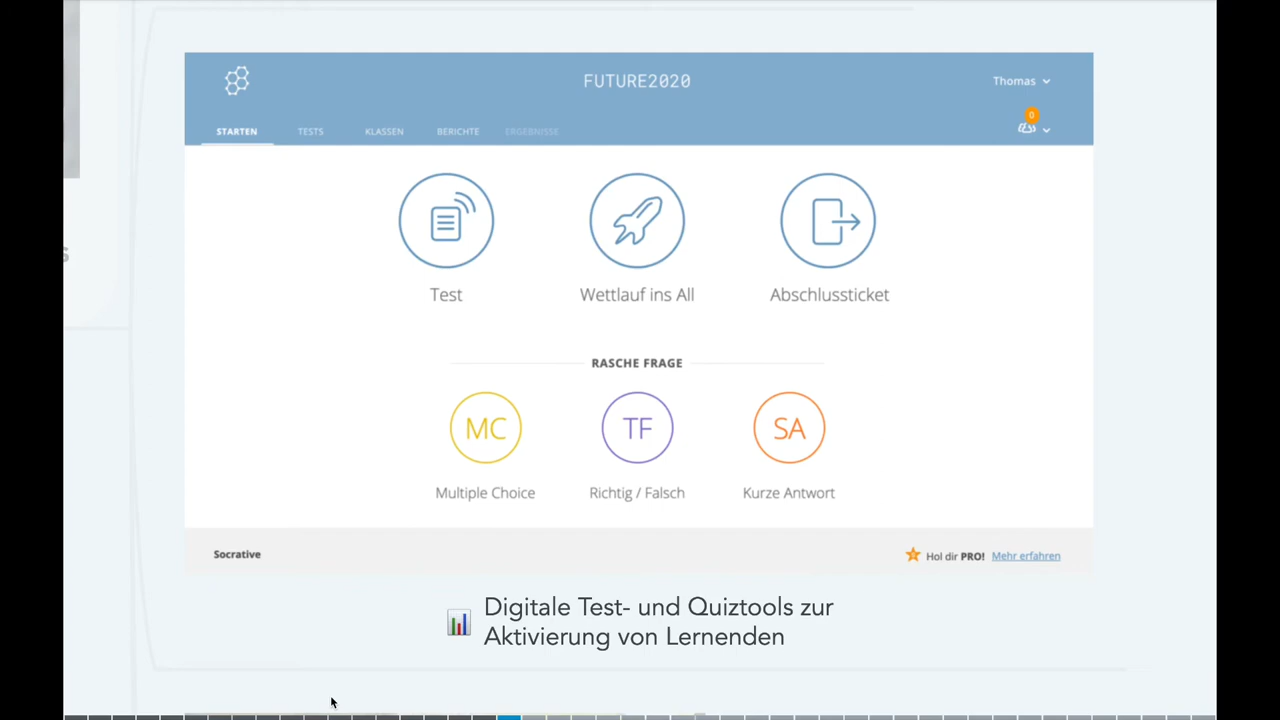 FUTURE2020
Thomas
0
STARTEN TESTS KLASSEN BERICHTE ERGEBNISSE
Test Wettlauf ins All Abschlussticket
RASCHE FRAGE
MC TF SA
Multiple Choice Richtig / Falsch Kurze Antwort
Socrative
Hol dir PRO! Mehr erfahren
Digitale Test- und Quiztools zur
Aktivierung von Lernenden